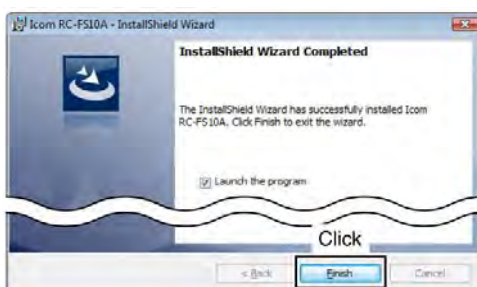 Icom RC-FS10A - InstallShield Wizard
InstallShield Wizard Completed
The InstallShield Wizard has successfully installed Icom
RC-FS10A. Click Finish to exit the wizard.
Launch the program
Click
< Back Finish Cancel